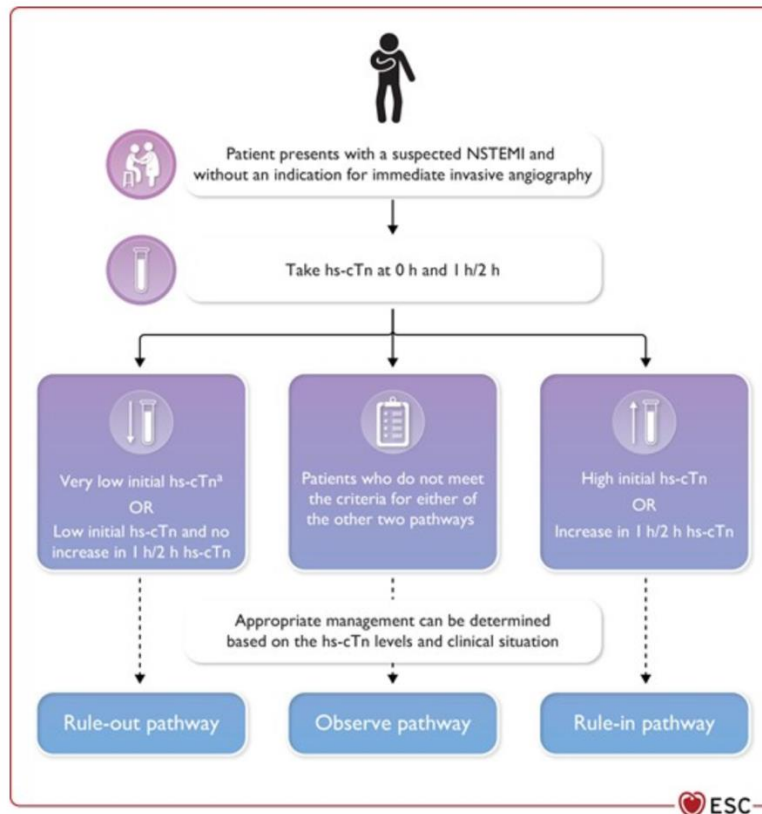 Patient presents with a suspected NSTEMI and
without an indication for immediate invasive angiography
Take hs-cTn at 0 h and 1 h/2 h
Very low initial hs-cTnᵃ
OR
Low initial hs-cTn and no
increase in 1 h/2 h hs-cTn
Patients who do not meet
the criteria for either of
the other two pathways
High initial hs-cTn
OR
Increase in 1 h/2 h hs-cTn
Appropriate management can be determined
based on the hs-cTn levels and clinical situation
Rule-out pathway
Observe pathway
Rule-in pathway
ESC